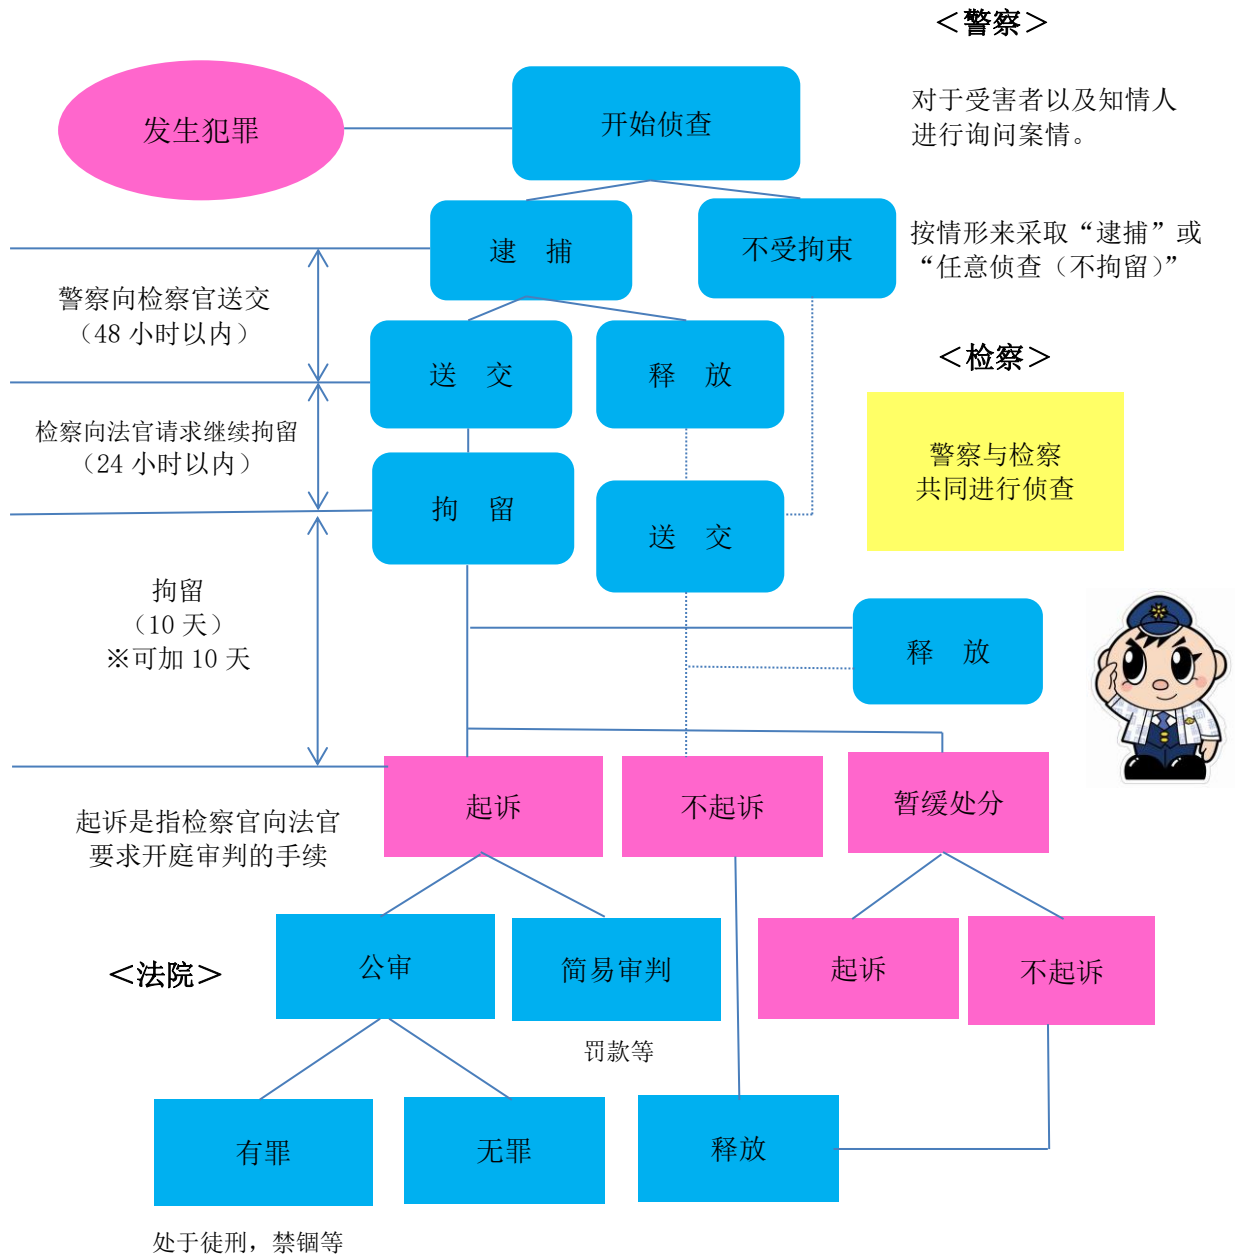 ＜警察＞
发生犯罪
开始侦查
对于受害者以及知情人
进行询问案情。
逮　捕
不受拘束
按情形来采取“逮捕”或
“任意侦查（不拘留）”
警察向检察官送交
（48 小时以内）
送　交
释　放
＜检察＞
检察向法官请求继续拘留
（24 小时以内）
警察与检察
共同进行侦查
拘　留
送　交
拘留
（10 天）
※可加 10 天
释　放
起诉
不起诉
暂缓处分
起诉是指检察官向法官
要求开庭审判的手续
＜法院＞
公审
简易审判
起诉
不起诉
罚款等
有罪
无罪
释放
处于徒刑，禁锢等